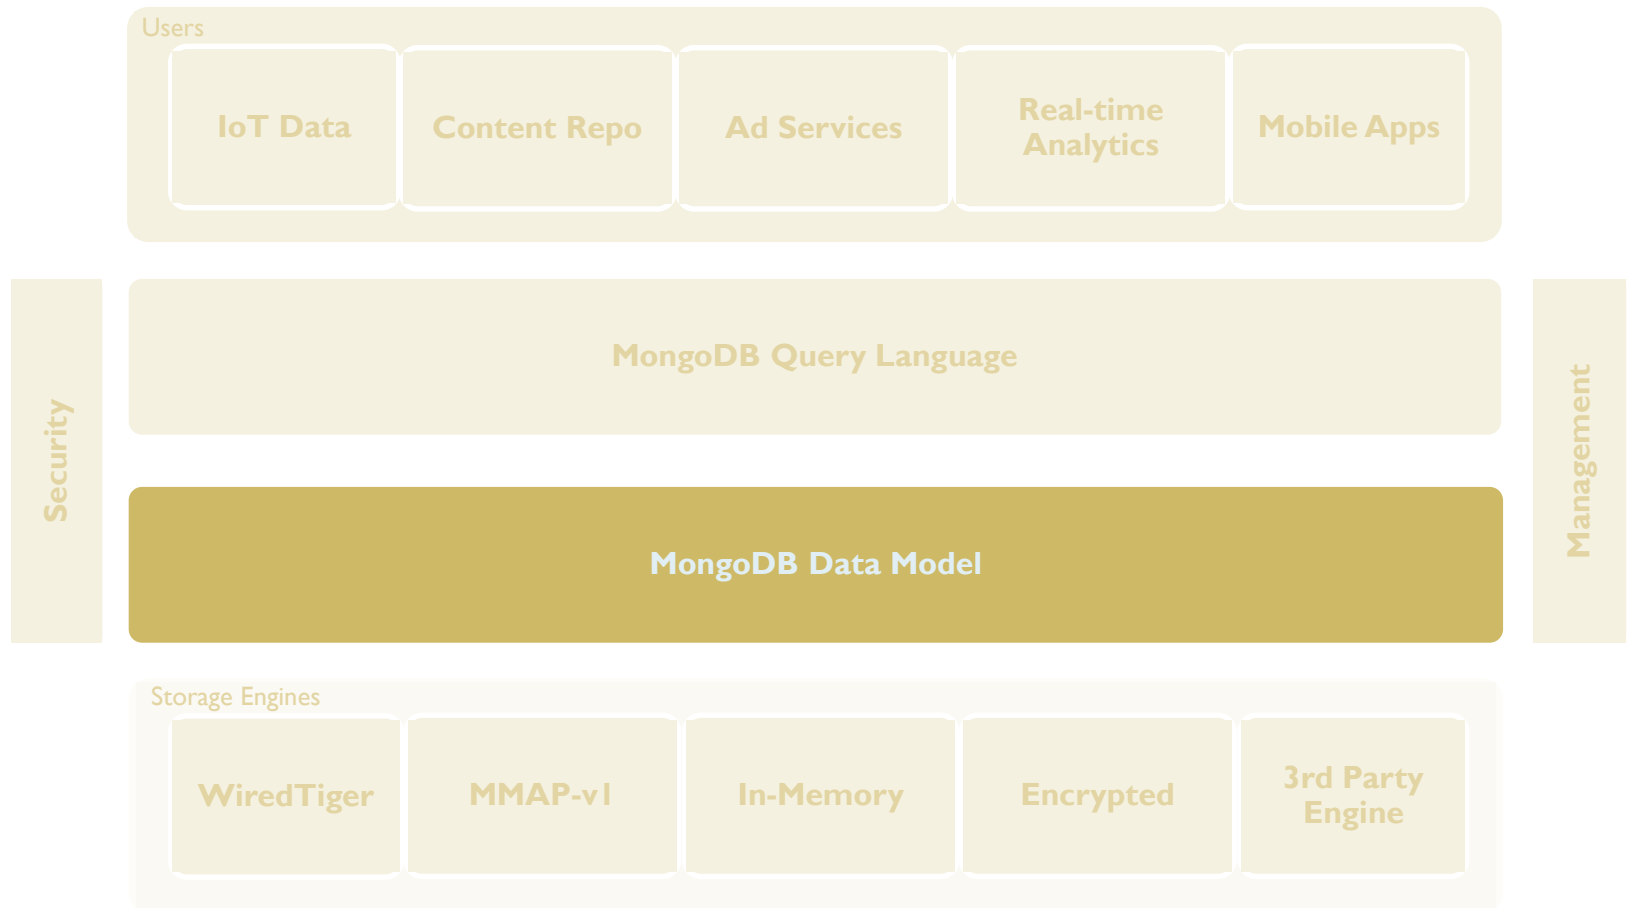 Users
IoT Data
Content Repo
Ad Services
Real-time
Analytics
Mobile Apps
Security
MongoDB Query Language
Management
MongoDB Data Model
Storage Engines
WiredTiger
MMAP-v1
In-Memory
Encrypted
3rd Party
Engine